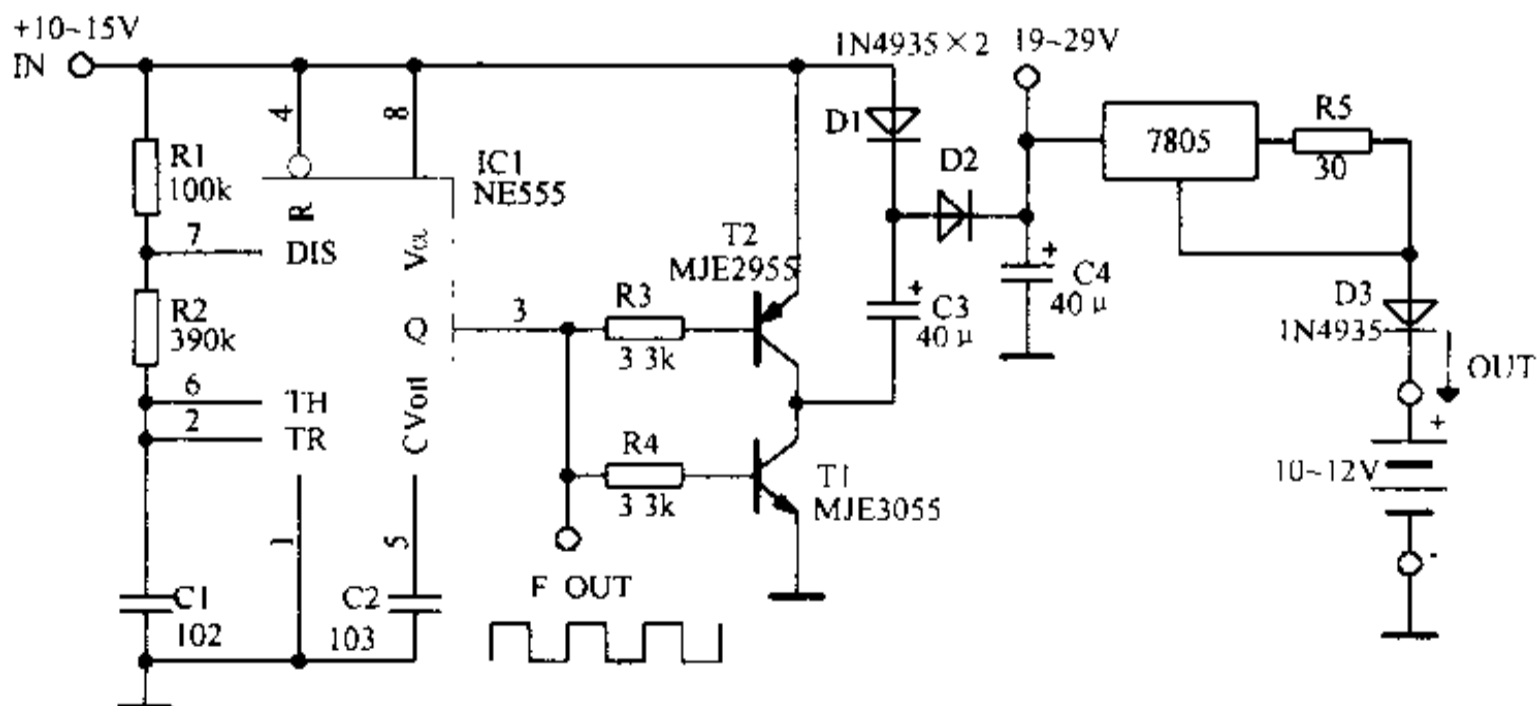 +10~15V
IN
1N4935×2
19~29V
4
8
D1
D2
7805
R5
30
R1
100k
IC1
NE555
R
7
DIS
T2
MJE2955
R2
390k
Q
3
R3
3 3k
C3
40μ
C4
40μ
D3
1N4935
OUT
6
TH
2
TR
R4
3 3k
T1
MJE3055
+
10~12V
-
1
5
F OUT
C1
102
C2
103